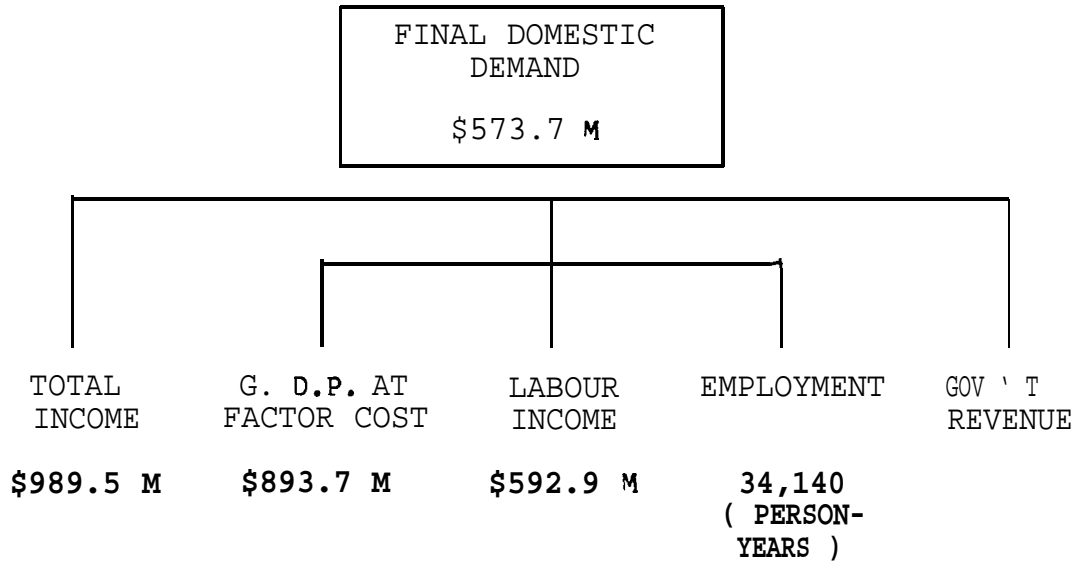 FINAL DOMESTIC
DEMAND
$573.7 M
TOTAL
INCOME
$989.5 M
G. D.P. AT
FACTOR COST
$893.7 M
LABOUR
INCOME
$592.9 M
EMPLOYMENT
34,140
( PERSON-
YEARS )
GOV ' T
REVENUE